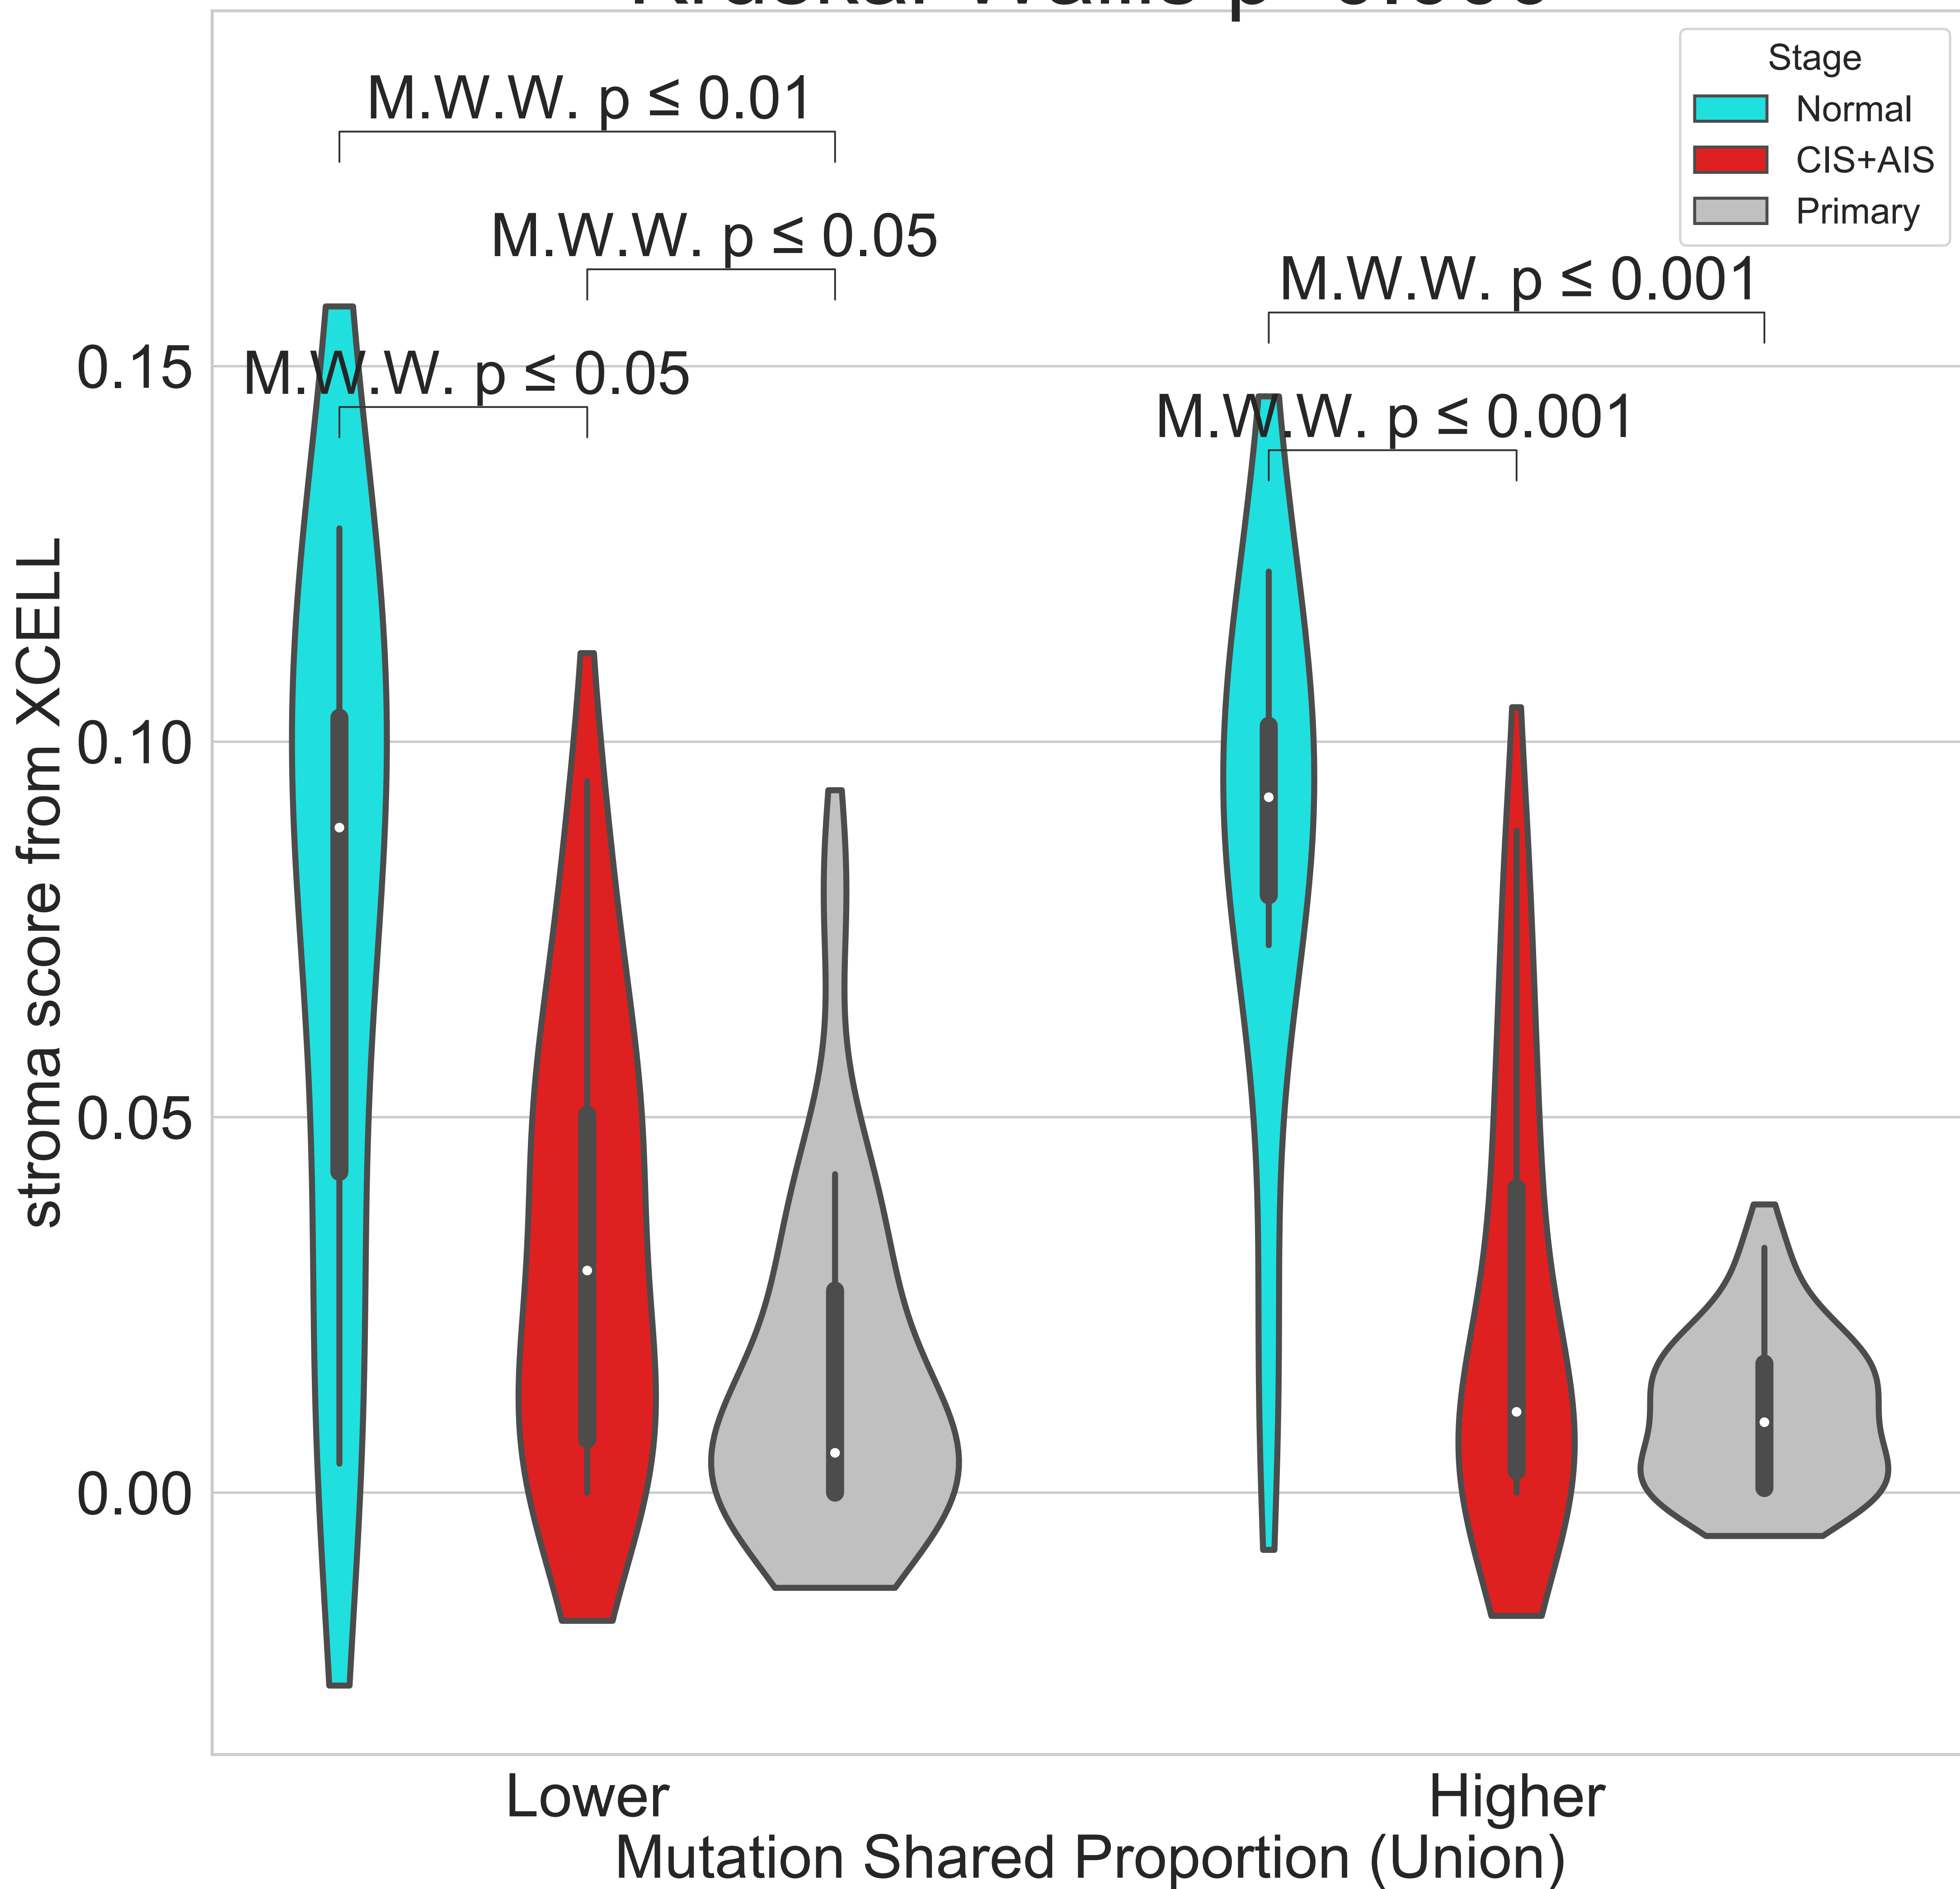 Stage
Normal
CIS+AIS
Primary
M.W.W. p ≤ 0.01
M.W.W. p ≤ 0.05
M.W.W. p ≤ 0.001
M.W.W. p ≤ 0.05
M.W.W. p ≤ 0.001
0.15
0.10
0.05
0.00
stroma score from XCELL
Lower
Higher
Mutation Shared Proportion (Union)